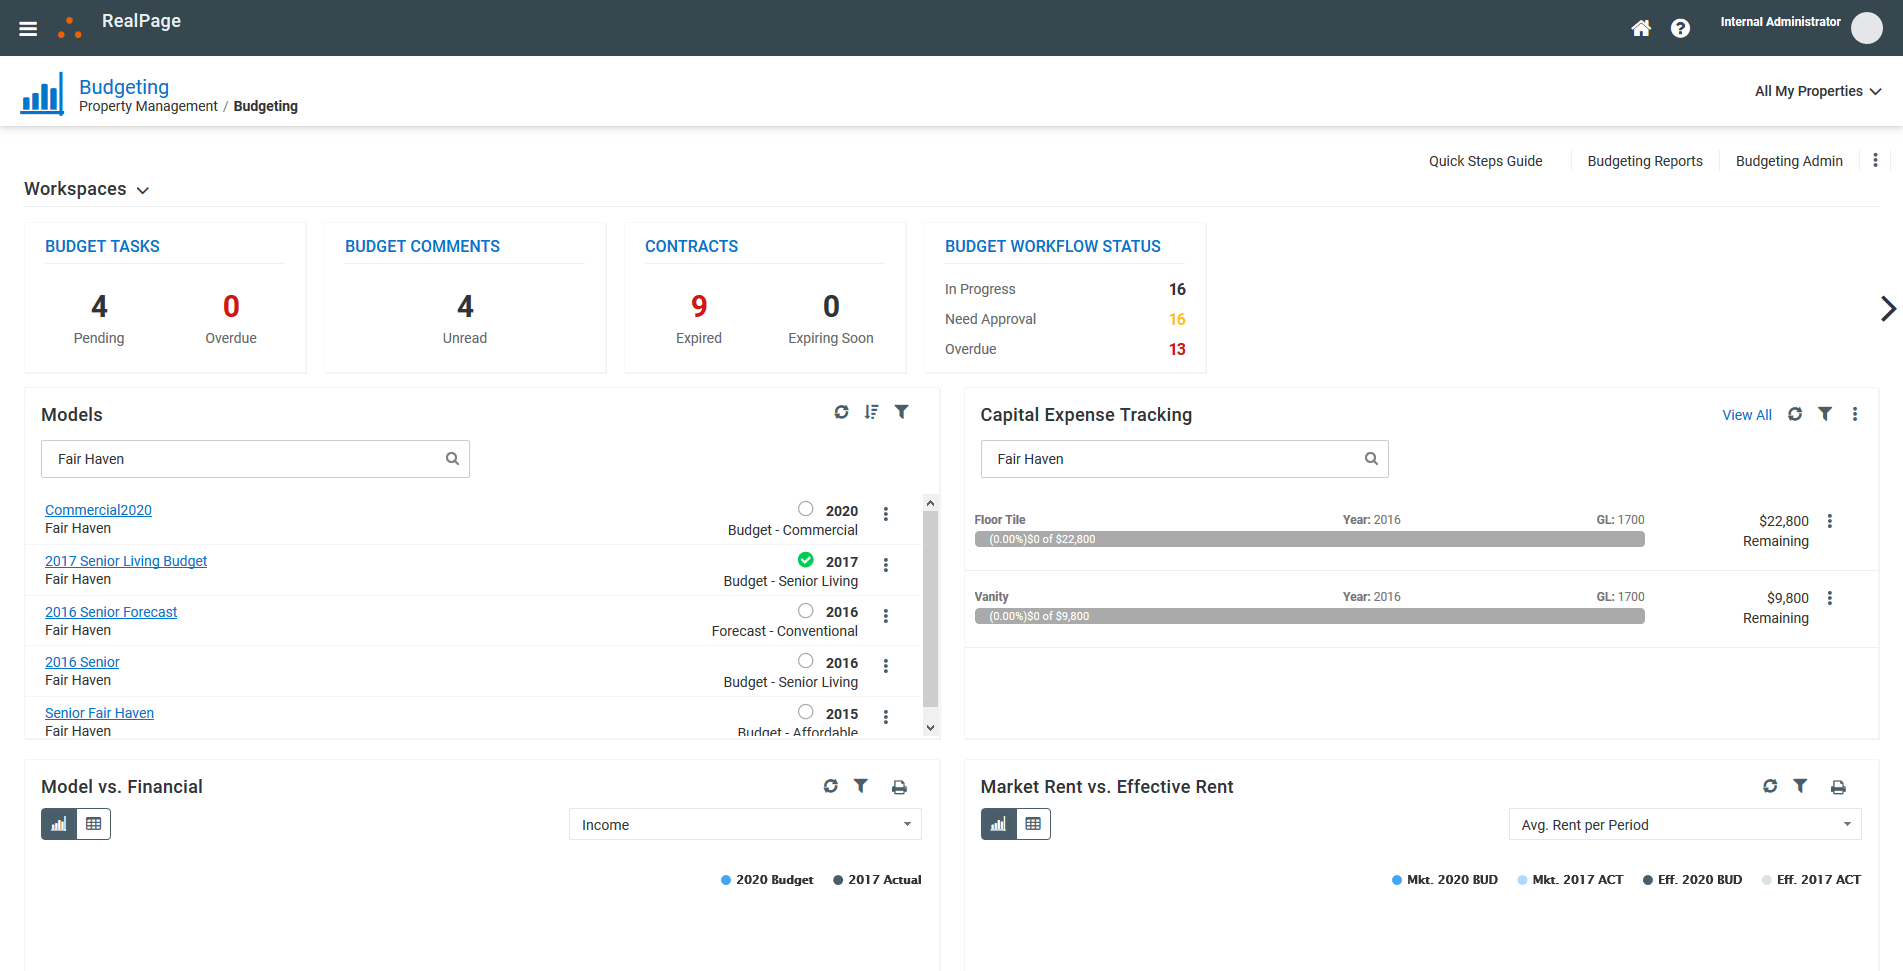 RealPage
Internal Administrator
Budgeting
Property Management / Budgeting
All My Properties
Quick Steps Guide
Budgeting Reports
Budgeting Admin
Workspaces
BUDGET TASKS
4
0
Pending
Overdue
BUDGET COMMENTS
4
Unread
CONTRACTS
9
0
Expired
Expiring Soon
BUDGET WORKFLOW STATUS
In Progress 16
Need Approval 16
Overdue 13
Models
Fair Haven
Commercial2020
Fair Haven
2020
Budget - Commercial
2017 Senior Living Budget
Fair Haven
2017
Budget - Senior Living
2016 Senior Forecast
Fair Haven
2016
Forecast - Conventional
2016 Senior
Fair Haven
2016
Budget - Senior Living
Senior Fair Haven
Fair Haven
2015
Budget - Affordable
Capital Expense Tracking
View All
Fair Haven
Floor Tile Year: 2016 GL: 1700
(0.00%)$0 of $22,800
$22,800
Remaining
Vanity Year: 2016 GL: 1700
(0.00%)$0 of $9,800
$9,800
Remaining
Model vs. Financial
Income
2020 Budget 2017 Actual
Market Rent vs. Effective Rent
Avg. Rent per Period
Mkt. 2020 BUD Mkt. 2017 ACT Eff. 2020 BUD Eff. 2017 ACT